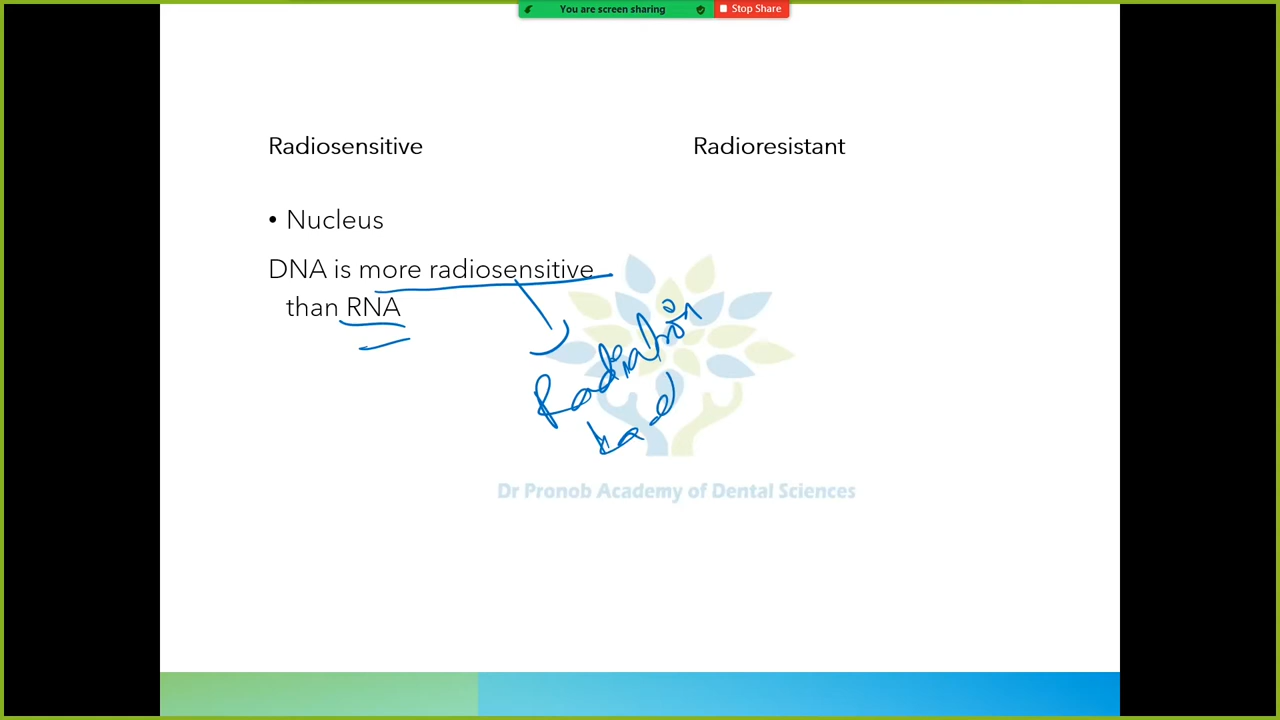 You are screen sharing
Stop Share
Radiosensitive
Radioresistant
• Nucleus
DNA is more radiosensitive
than RNA
Radiation
Dr Pronob Academy of Dental Sciences